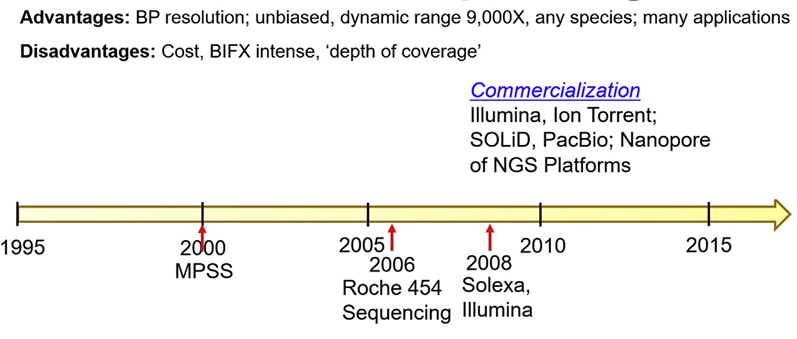 Advantages: BP resolution; unbiased, dynamic range 9,000X, any species; many applications
Disadvantages: Cost, BIFX intense, ‘depth of coverage’
Commercialization
Illumina, Ion Torrent;
SOLiD, PacBio; Nanopore
of NGS Platforms
1995
2000
2005
2010
2015
MPSS
2006
Roche 454
Sequencing
2008
Solexa,
Illumina